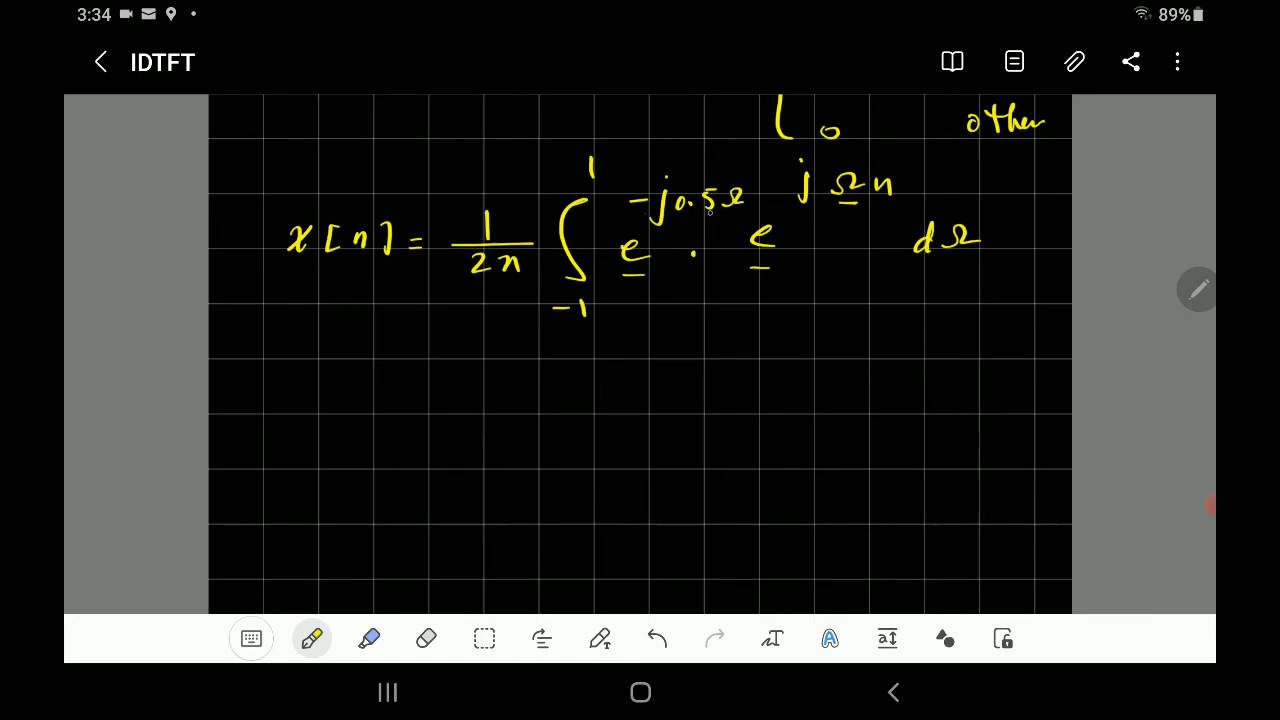 3:34 89%
IDTFT
0 other
x[n] = 1/2π ∫_{-1}^{1} e^{-j0.5Ω} · e^{jΩn} dΩ